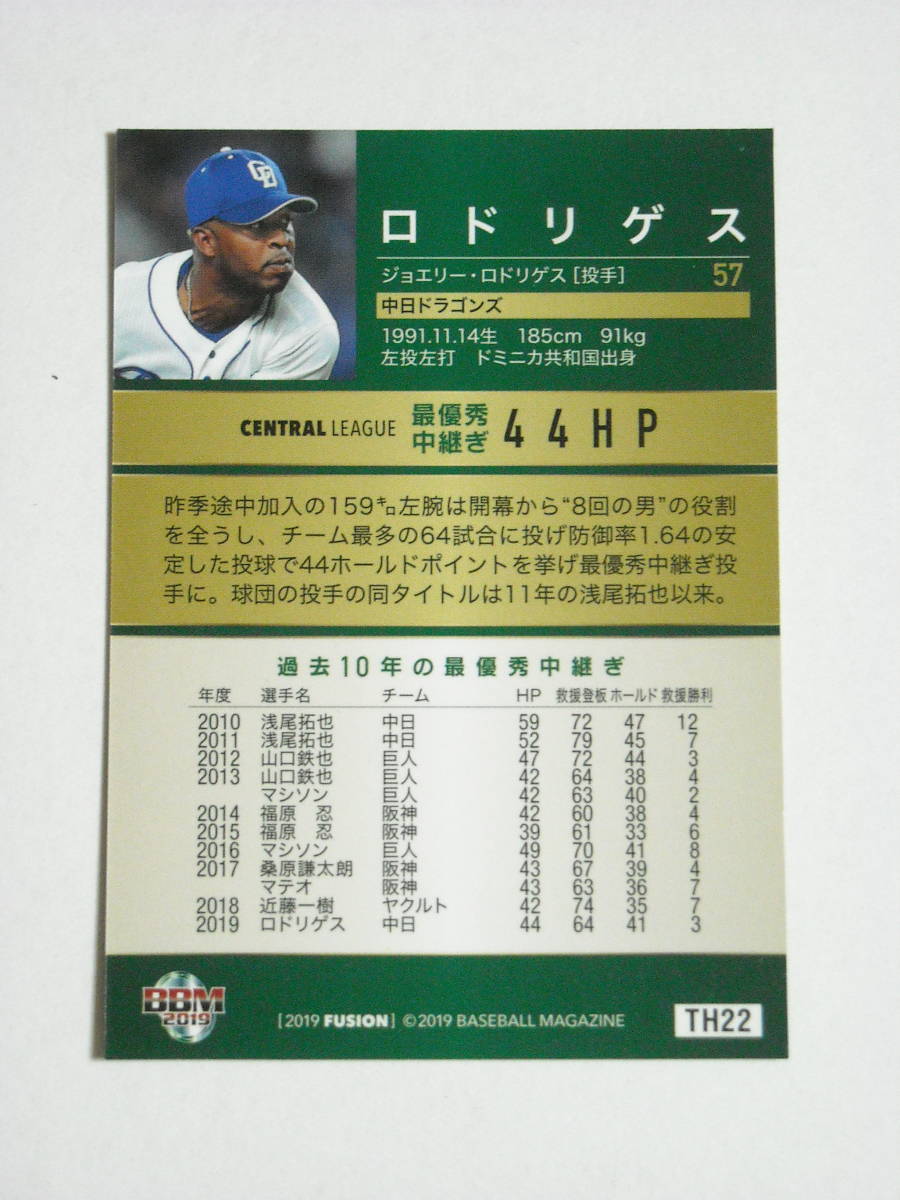 ロドリゲス
ジョエリー・ロドリゲス [投手] 57
中日ドラゴンズ
1991.11.14生 185cm 91kg
左投左打 ドミニカ共和国出身
CENTRAL LEAGUE 最優秀中継ぎ 44HP
昨季途中加入の159㌔左腕は開幕から“8回の男”の役割
を全うし、チーム最多の64試合に投げ防御率1.64の安
定した投球で44ホールドポイントを挙げ最優秀中継ぎ投
手に。球団の投手の同タイトルは11年の浅尾拓也以来。
過去10年の最優秀中継ぎ
年度 選手名 チーム HP 救援登板 ホールド 救援勝利
2010 浅尾拓也 中日 59 72 47 12
2011 浅尾拓也 中日 52 79 45 7
2012 山口鉄也 巨人 47 72 44 3
2013 山口鉄也 巨人 42 64 38 4
マシソン 巨人 42 63 40 2
2014 福原 忍 阪神 42 60 38 4
2015 福原 忍 阪神 39 61 33 6
2016 マシソン 巨人 49 70 41 8
2017 桑原謙太朗 阪神 43 67 39 4
マテオ 阪神 43 63 36 7
2018 近藤一樹 ヤクルト 42 74 35 7
2019 ロドリゲス 中日 44 64 41 3
BBM
2019
[2019 FUSION] ©2019 BASEBALL MAGAZINE
TH22